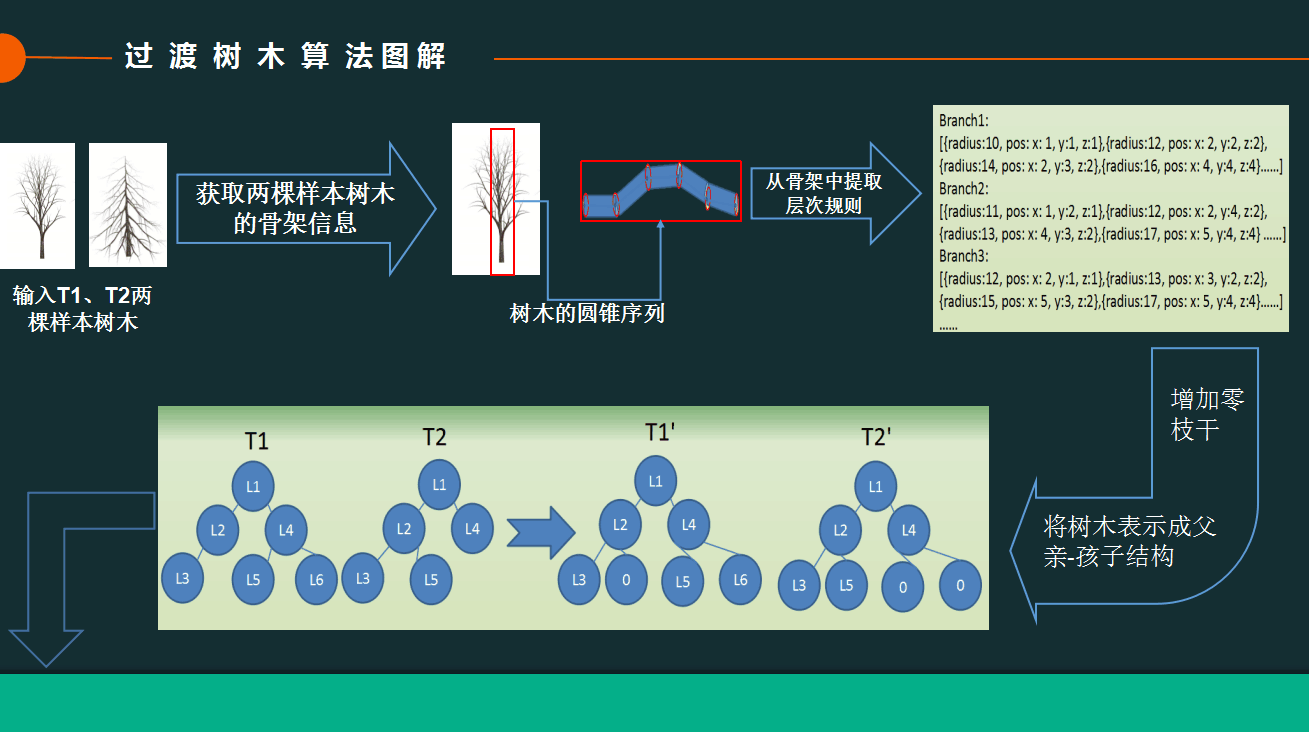 过渡树木算法图解
输入T1、T2两
棵样本树木
获取两棵样本树木
的骨架信息
树木的圆锥序列
从骨架中提取
层次规则
Branch1:
[{radius:10, pos: x: 1, y:1, z:1},{radius:12, pos: x: 2, y:2, z:2},
{radius:14, pos: x: 2, y:3, z:2},{radius:16, pos: x: 4, y:4, z:4}......]
Branch2:
[{radius:11, pos: x: 1, y:2, z:1},{radius:12, pos: x: 2, y:4, z:2},
{radius:13, pos: x: 4, y:3, z:2},{radius:17, pos: x: 5, y:4, z:4} ......]
Branch3:
[{radius:12, pos: x: 2, y:1, z:1},{radius:13, pos: x: 3, y:2, z:2},
{radius:15, pos: x: 5, y:3, z:2},{radius:17, pos: x: 5, y:4, z:4}......]
......
增加零
枝干
将树木表示成父
亲-孩子结构
T1
L1
L2 L4
L3 L5 L6
T2
L1
L2 L4
L3 L5
T1'
L1
L2 L4
L3 0 L5 L6
T2'
L1
L2 L4
L3 L5 0 0